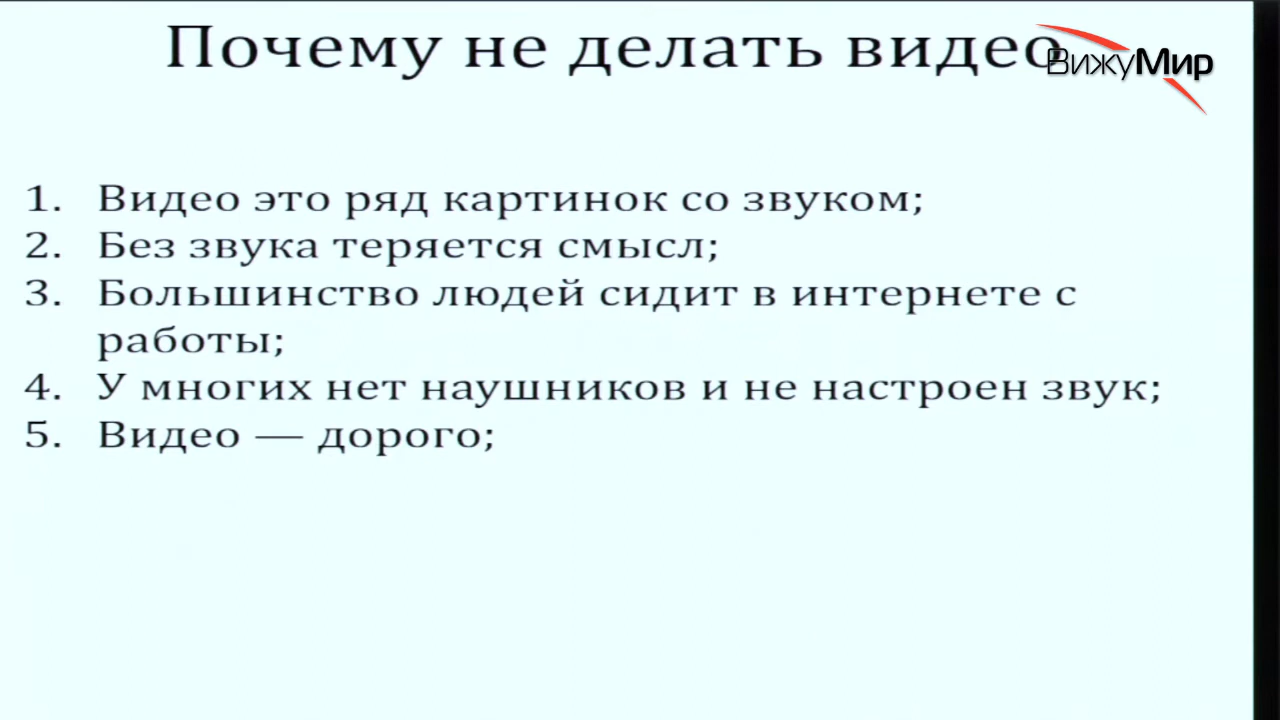 Почему не делать видео
ВижуМир
1. Видео это ряд картинок со звуком;
2. Без звука теряется смысл;
3. Большинство людей сидит в интернете с
работы;
4. У многих нет наушников и не настроен звук;
5. Видео — дорого;